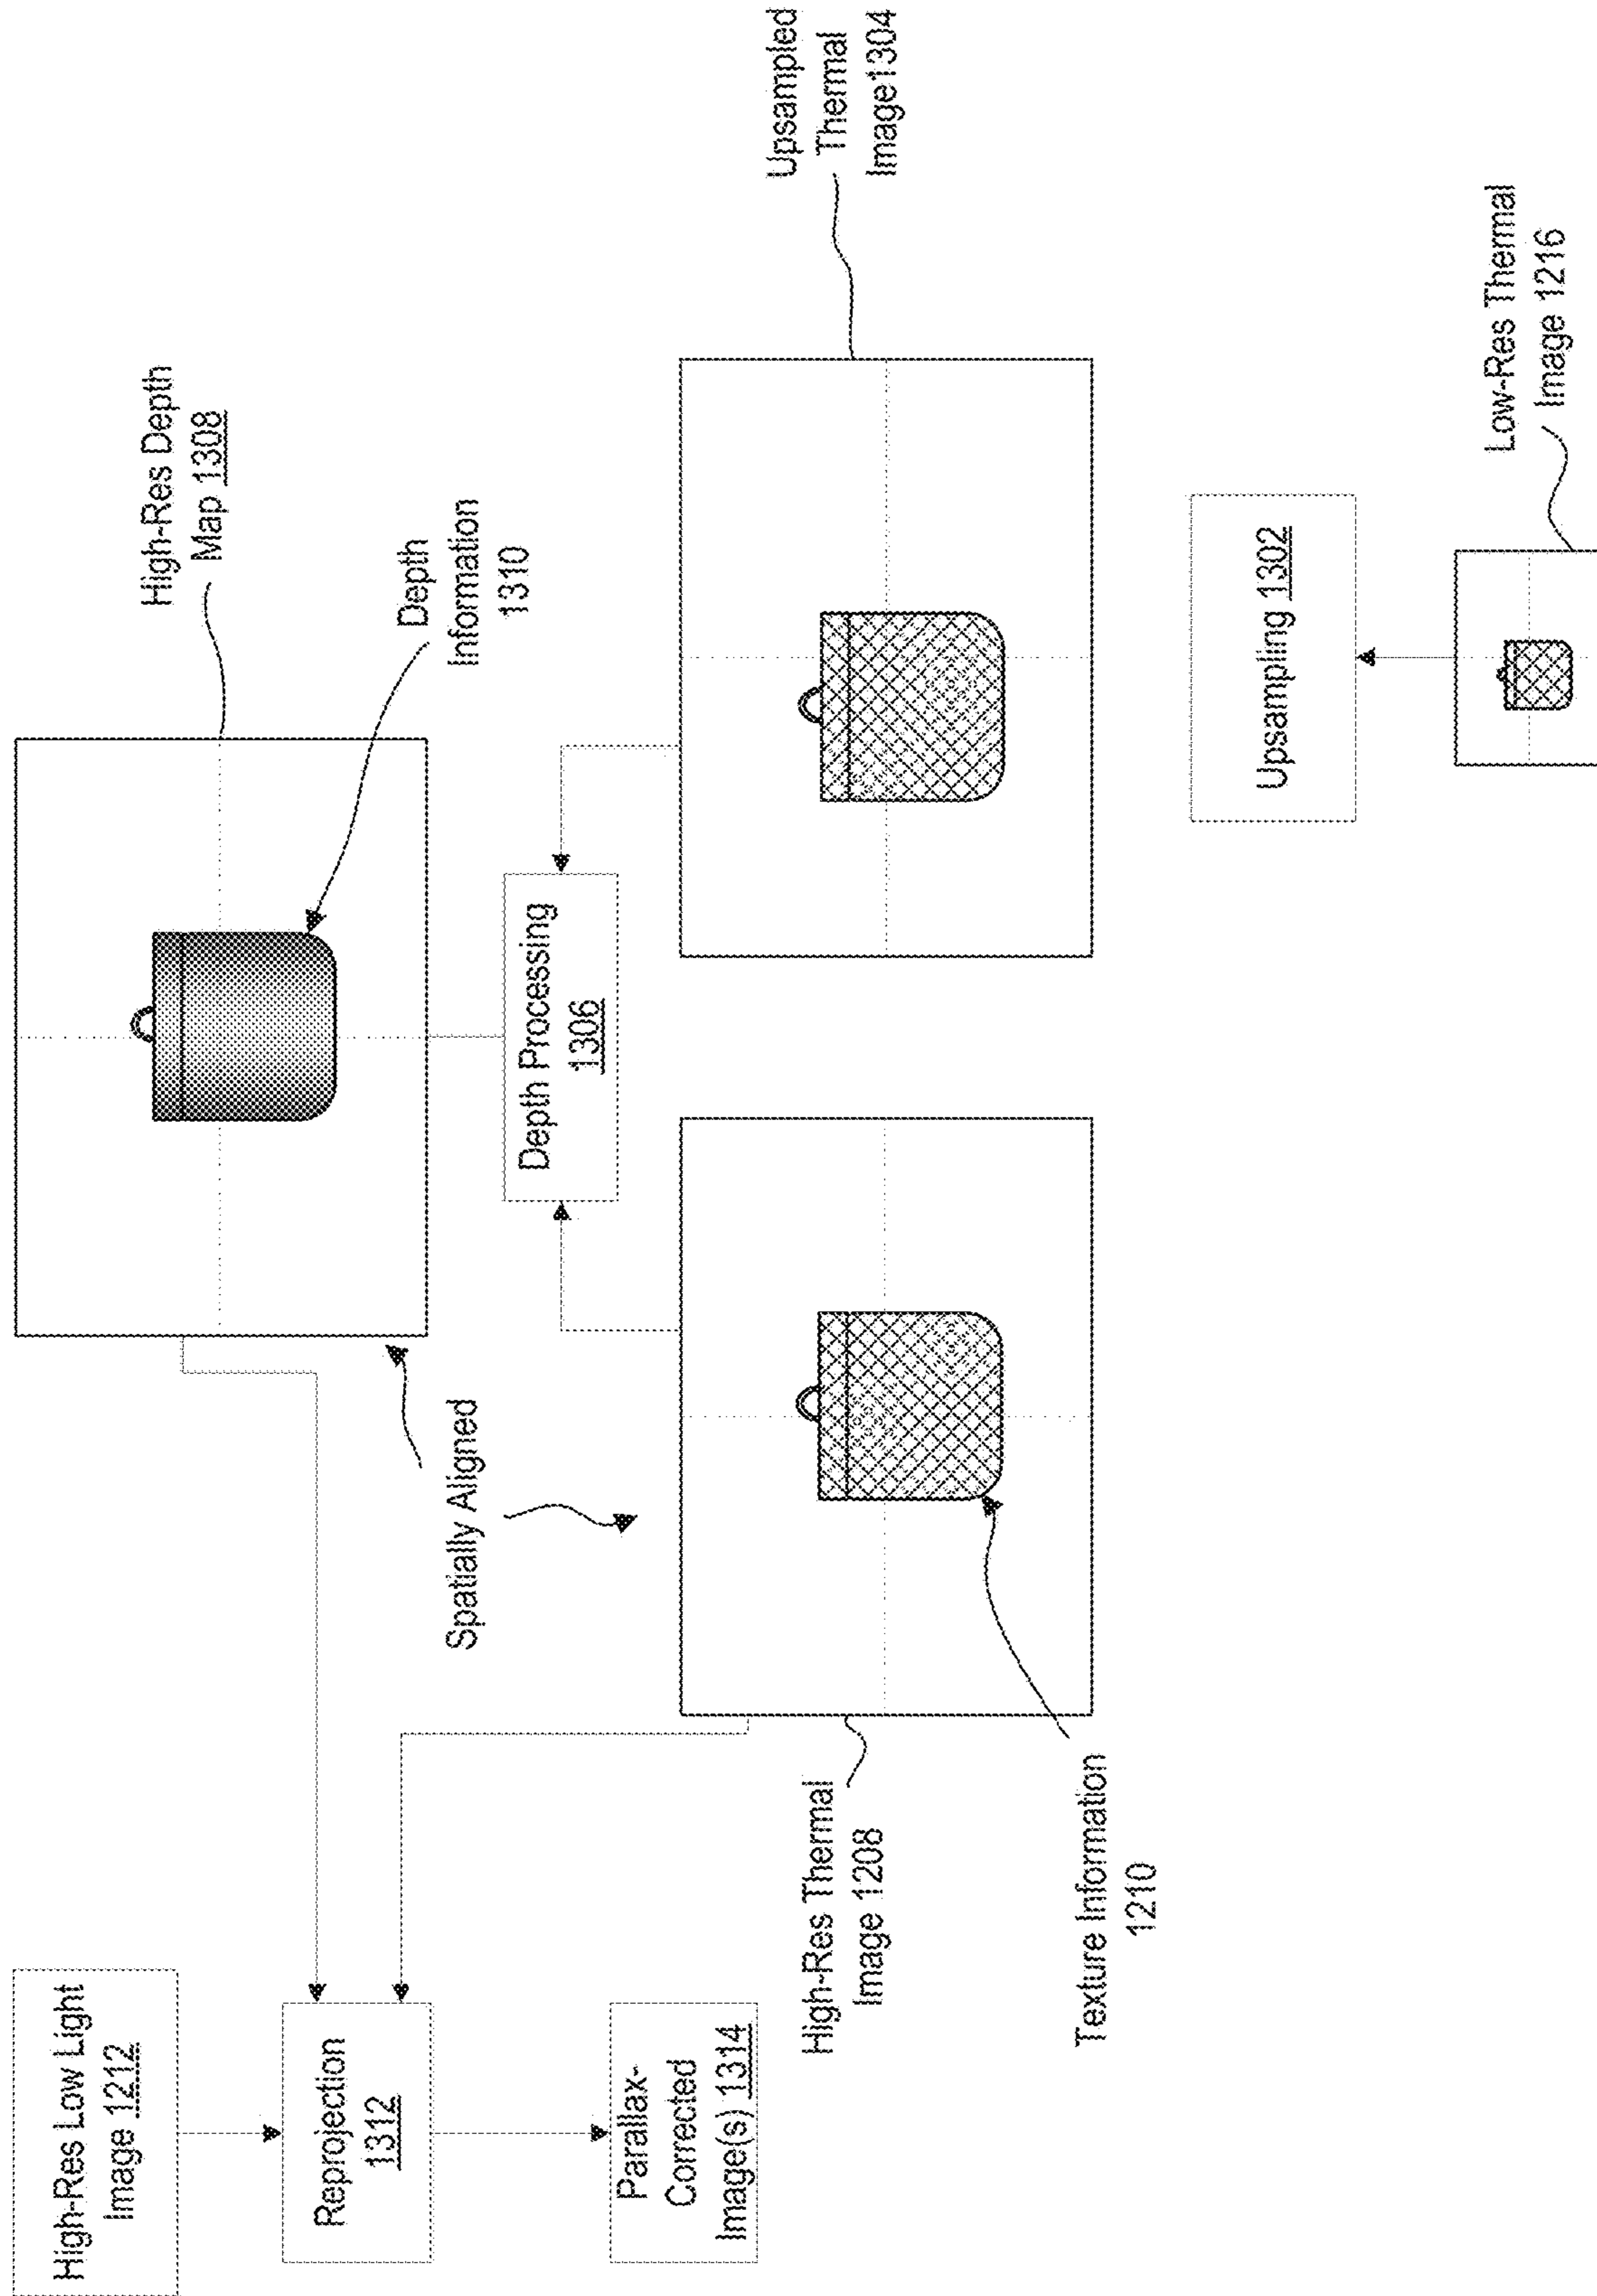 High-Res Low Light
Image 1212
Reprojection
1312
Parallax-
Corrected
Image(s) 1314
High-Res Depth
Map 1308
Depth
Information
1310
Spatially Aligned
Depth Processing
1306
High-Res Thermal
Image 1208
Texture Information
1210
Upsampled
Thermal
Image1304
Upsampling 1302
Low-Res Thermal
Image 1216